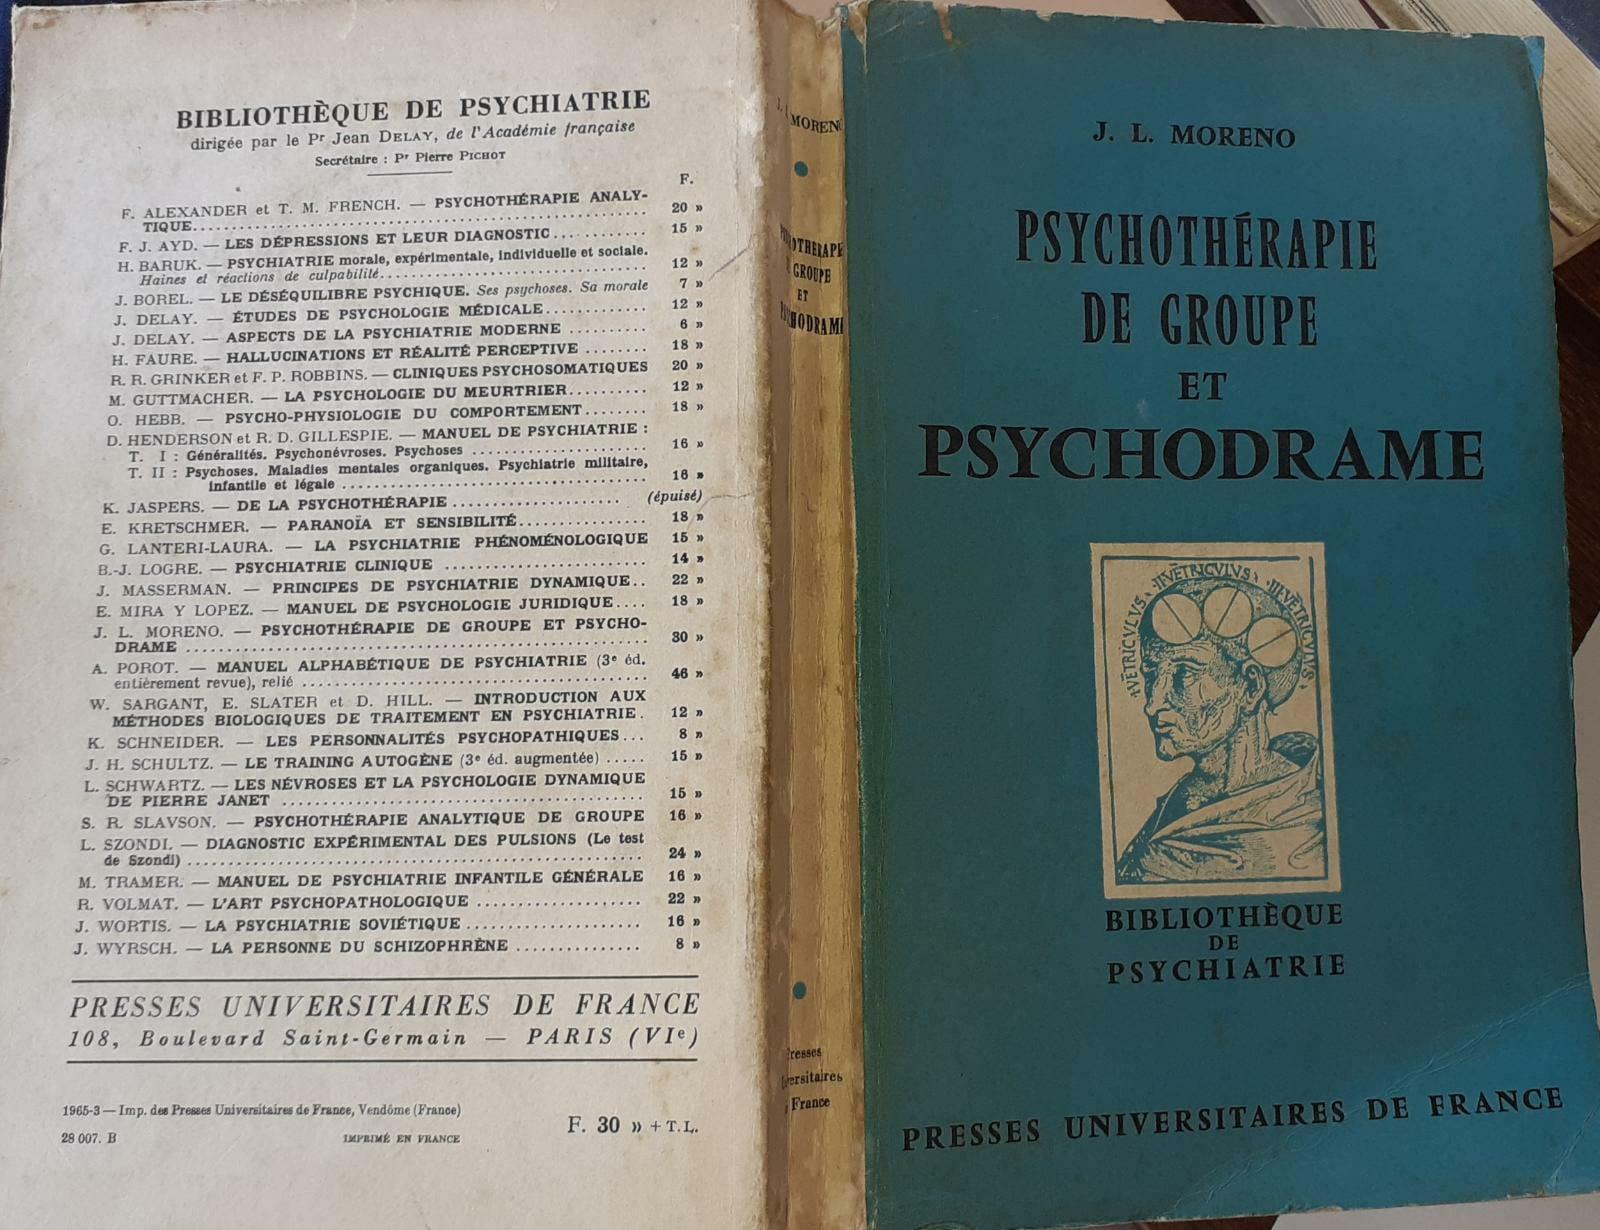 BIBLIOTHÈQUE DE PSYCHIATRIE
dirigée par le Pr Jean DELAY, de l'Académie française
Secrétaire : Pr Pierre PICHOT
F.
F. ALEXANDER et T. M. FRENCH. — PSYCHOTHÉRAPIE ANALY-
TIQUE.......... 20 »
F. J. AYD. — LES DÉPRESSIONS ET LEUR DIAGNOSTIC.......... 15 »
H. BARUK. — PSYCHIATRIE morale, expérimentale, individuelle et sociale.
Haines et réactions de culpabilité.......... 12 »
J. BOREL. — LE DÉSÉQUILIBRE PSYCHIQUE. Ses psychoses. Sa morale 7 »
J. DELAY. — ÉTUDES DE PSYCHOLOGIE MÉDICALE.......... 12 »
J. DELAY. — ASPECTS DE LA PSYCHIATRIE MODERNE .......... 6 »
H. FAURE. — HALLUCINATIONS ET RÉALITÉ PERCEPTIVE ........ 18 »
R. R. GRINKER et F. P. ROBBINS. — CLINIQUES PSYCHOSOMATIQUES 20 »
M. GUTTMACHER. — LA PSYCHOLOGIE DU MEURTRIER.......... 12 »
O. HEBB. — PSYCHO-PHYSIOLOGIE DU COMPORTEMENT........ 18 »
D. HENDERSON et R. D. GILLESPIE. — MANUEL DE PSYCHIATRIE :
T. I : Généralités. Psychonévroses. Psychoses .......... 16 »
T. II : Psychoses. Maladies mentales organiques. Psychiatrie militaire,
infantile et légale .......... 16 »
K. JASPERS. — DE LA PSYCHOTHÉRAPIE .......... (épuisé)
E. KRETSCHMER. — PARANOÏA ET SENSIBILITÉ.......... 18 »
G. LANTERI-LAURA. — LA PSYCHIATRIE PHÉNOMÉNOLOGIQUE 15 »
B.-J. LOGRE. — PSYCHIATRIE CLINIQUE .......... 14 »
J. MASSERMAN. — PRINCIPES DE PSYCHIATRIE DYNAMIQUE.. 22 »
E. MIRA Y LOPEZ. — MANUEL DE PSYCHOLOGIE JURIDIQUE.... 18 »
J. L. MORENO. — PSYCHOTHÉRAPIE DE GROUPE ET PSYCHO-
DRAME .......... 30 »
A. POROT. — MANUEL ALPHABÉTIQUE DE PSYCHIATRIE (3e éd.
entièrement revue), relié .......... 46 »
W. SARGANT, E. SLATER et D. HILL. — INTRODUCTION AUX
MÉTHODES BIOLOGIQUES DE TRAITEMENT EN PSYCHIATRIE. 12 »
K. SCHNEIDER. — LES PERSONNALITÉS PSYCHOPATHIQUES... 8 »
J. H. SCHULTZ. — LE TRAINING AUTOGÈNE (3e éd. augmentée) ..... 15 »
L. SCHWARTZ. — LES NÉVROSES ET LA PSYCHOLOGIE DYNAMIQUE
DE PIERRE JANET .......... 15 »
S. R. SLAVSON. — PSYCHOTHÉRAPIE ANALYTIQUE DE GROUPE 16 »
L. SZONDI. — DIAGNOSTIC EXPÉRIMENTAL DES PULSIONS (Le test
de Szondi) .......... 24 »
M. TRAMER. — MANUEL DE PSYCHIATRIE INFANTILE GÉNÉRALE 16 »
R. VOLMAT. — L'ART PSYCHOPATHOLOGIQUE .......... 22 »
J. WORTIS. — LA PSYCHIATRIE SOVIÉTIQUE .......... 16 »
J. WYRSCH. — LA PERSONNE DU SCHIZOPHRÈNE .......... 8 »
PRESSES UNIVERSITAIRES DE FRANCE
108, Boulevard Saint-Germain — PARIS (VIe)
1965-3 — Imp. des Presses Universitaires de France, Vendôme (France)
28 007. B IMPRIMÉ EN FRANCE F. 30 » + T.L.
MORENO
GROUPE
ET
France
J. L. MORENO
PSYCHOTHÉRAPIE
DE GROUPE
ET
PSYCHODRAME
·I·VĒTRICVLVS· ·II·VĒTRICVLVS· ·III·VĒTRICVLVS·
BIBLIOTHÈQUE
DE
PSYCHIATRIE
PRESSES UNIVERSITAIRES DE FRANCE